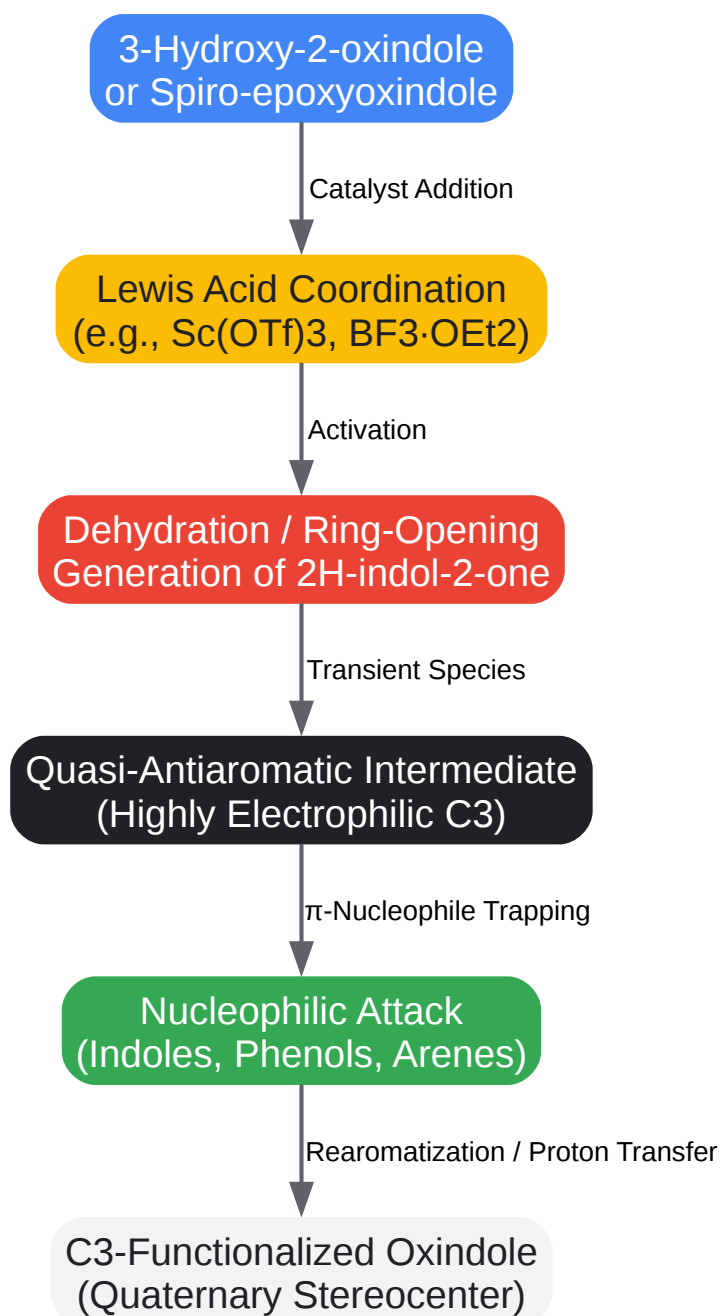 3-Hydroxy-2-oxindole
or Spiro-epoxyoxindole
Catalyst Addition
Lewis Acid Coordination
(e.g., Sc(OTf)3, BF3·OEt2)
Activation
Dehydration / Ring-Opening
Generation of 2H-indol-2-one
Transient Species
Quasi-Antiaromatic Intermediate
(Highly Electrophilic C3)
π-Nucleophile Trapping
Nucleophilic Attack
(Indoles, Phenols, Arenes)
Rearomatization / Proton Transfer
C3-Functionalized Oxindole
(Quaternary Stereocenter)